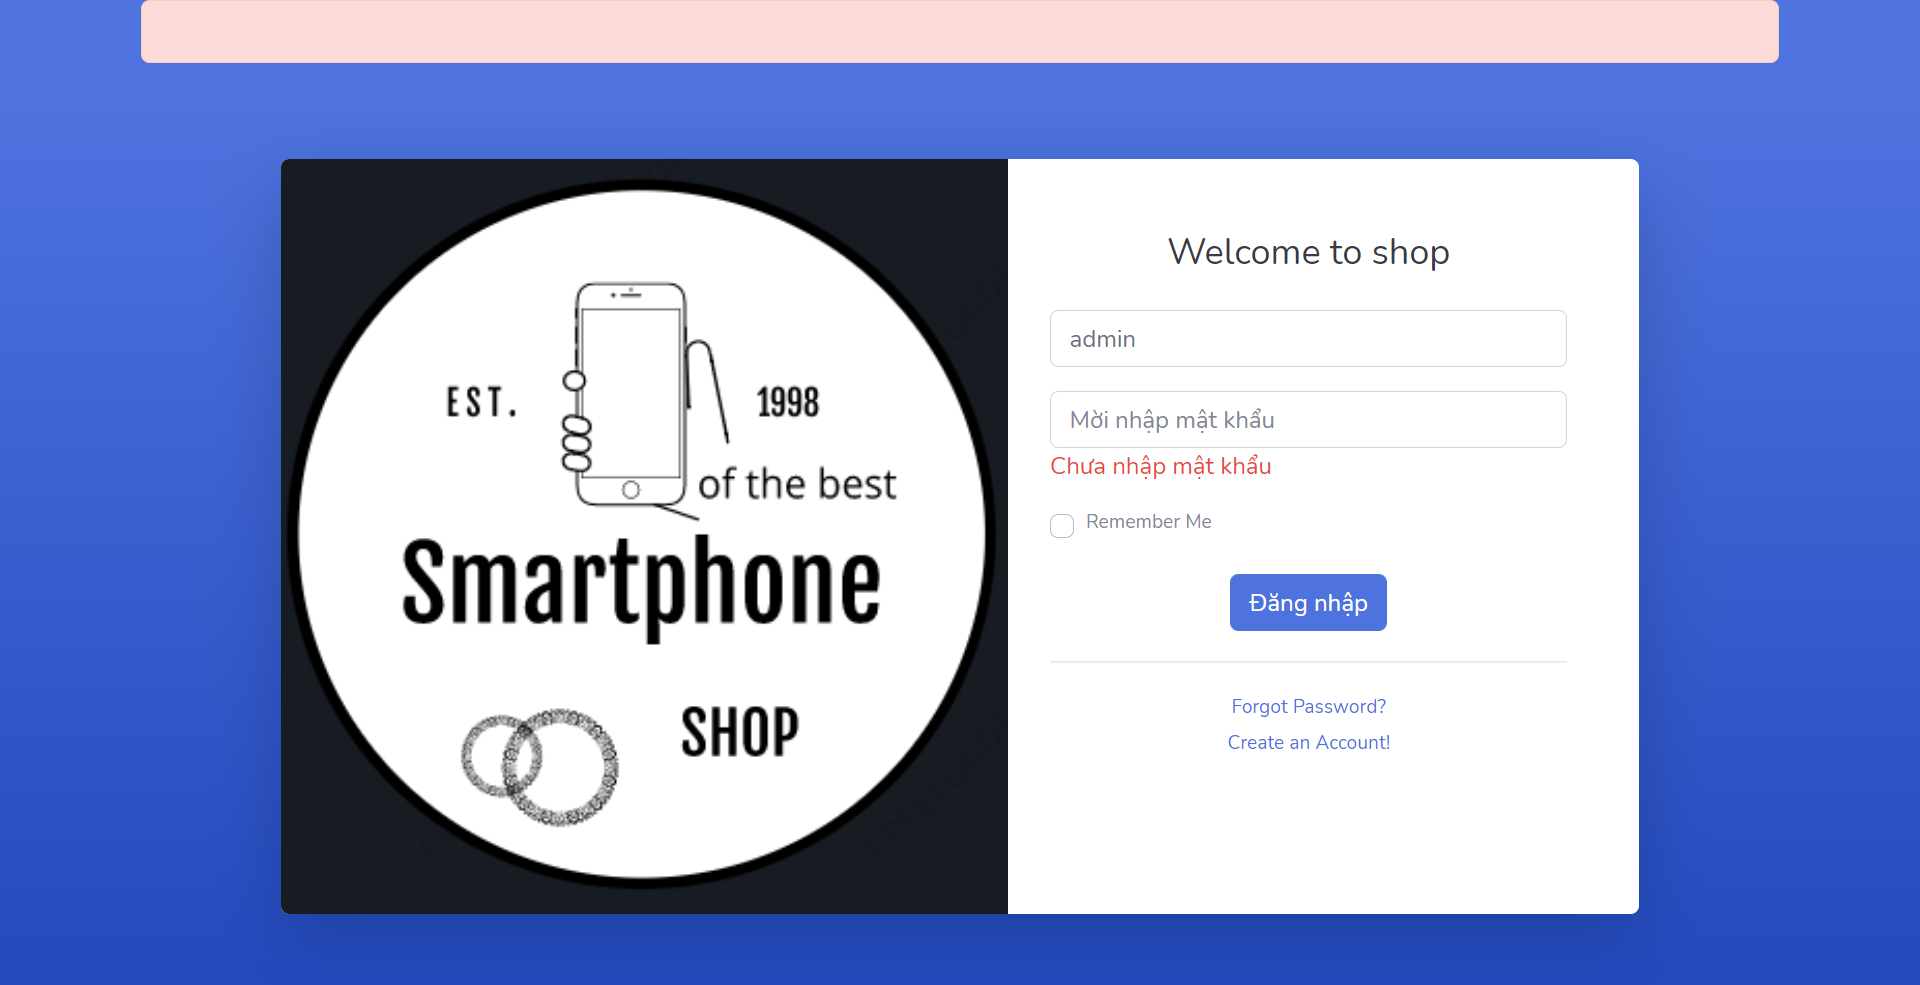 EST.
1998
of the best
Smartphone
SHOP
Welcome to shop
admin
Mời nhập mật khẩu
Chưa nhập mật khẩu
Remember Me
Đăng nhập
Forgot Password?
Create an Account!